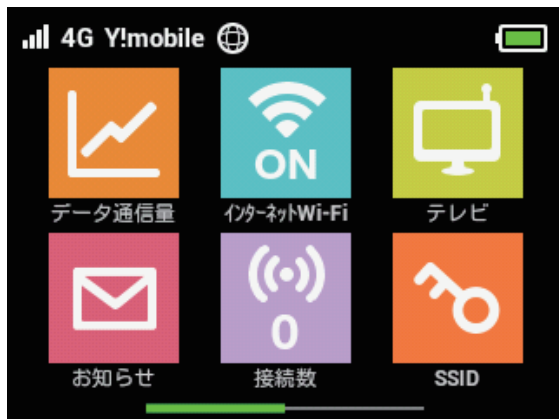 4G Y!mobile
ON
データ通信量
インターネットWi-Fi
テレビ
0
お知らせ
接続数
SSID